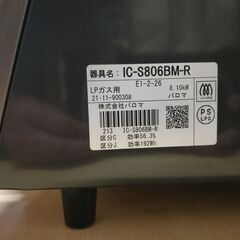 器具名: IC-S806BM-R
E1-2-26
LPガス用 8.10kW
21·11-900308 パロマ
株式会社パロマ
213 IC-S806BM-R
区分C 効率56.3%
区分J 効率192Wh
PS
LPG